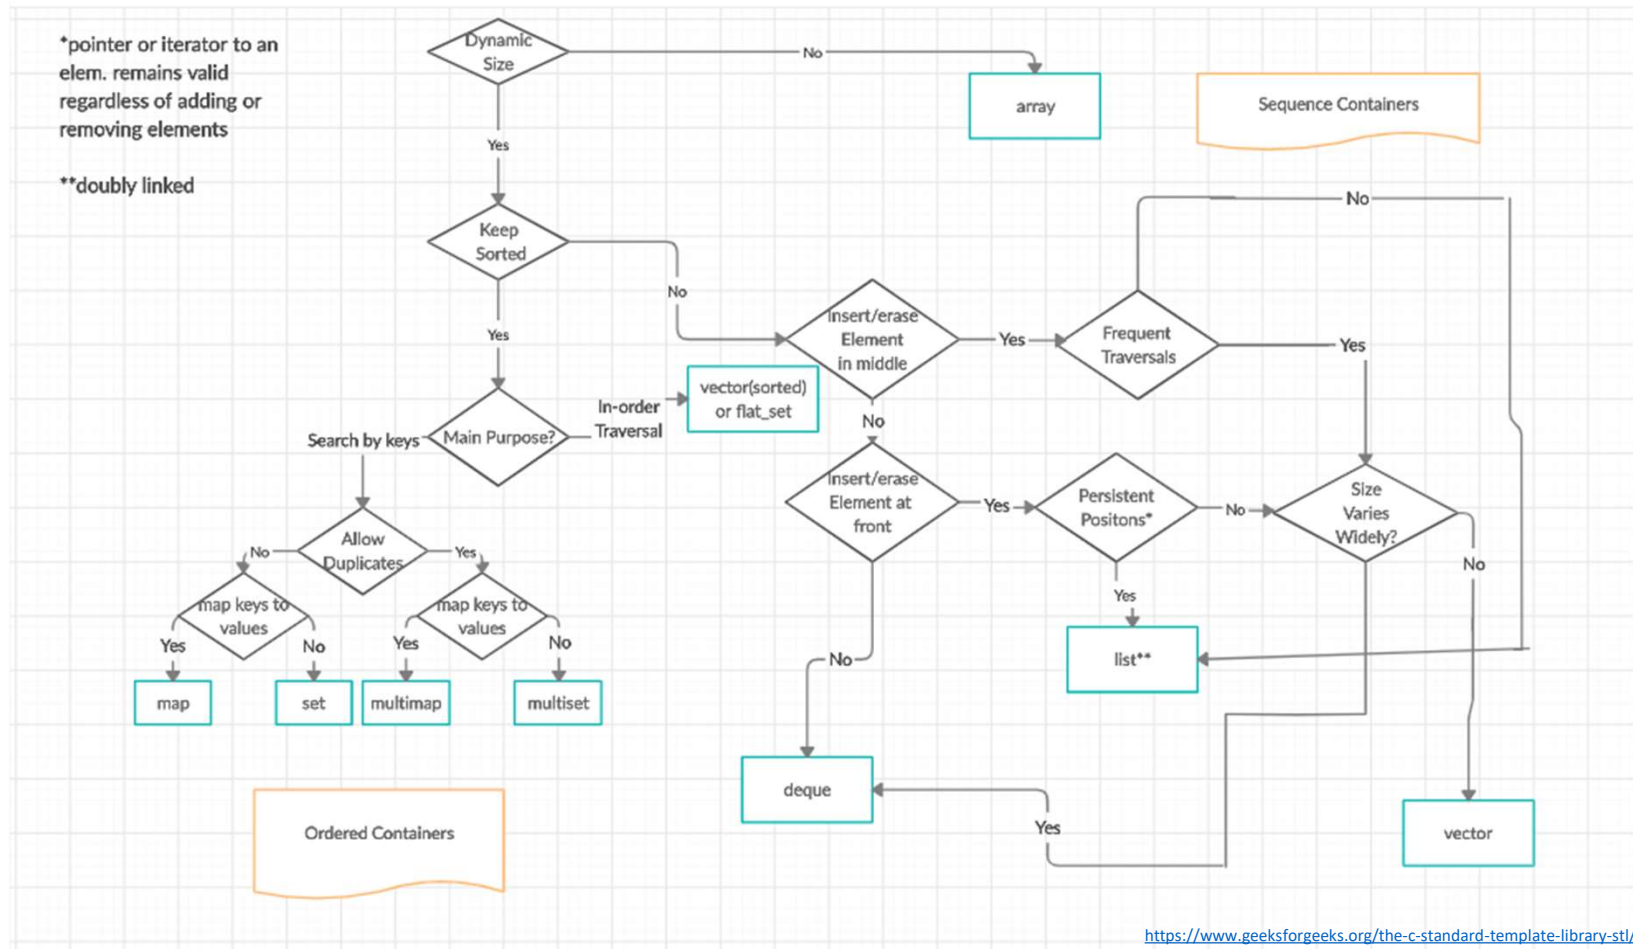 *pointer or iterator to an
elem. remains valid
regardless of adding or
removing elements
**doubly linked
Dynamic
Size
No
array
Sequence Containers
Yes
Keep
Sorted
No
No
Yes
Insert/erase
Element
in middle
Yes
Frequent
Traversals
Yes
vector(sorted)
or flat_set
In-order
Traversal
Main Purpose?
Search by keys
No
Insert/erase
Element at
front
Yes
Persistent
Positons*
No
Size
Varies
Widely?
No
Allow
Duplicates
No
Yes
map keys to
values
map keys to
values
Yes
No
Yes
No
Yes
No
list**
map
set
multimap
multiset
deque
Yes
vector
Ordered Containers
https://www.geeksforgeeks.org/the-c-standard-template-library-stl/